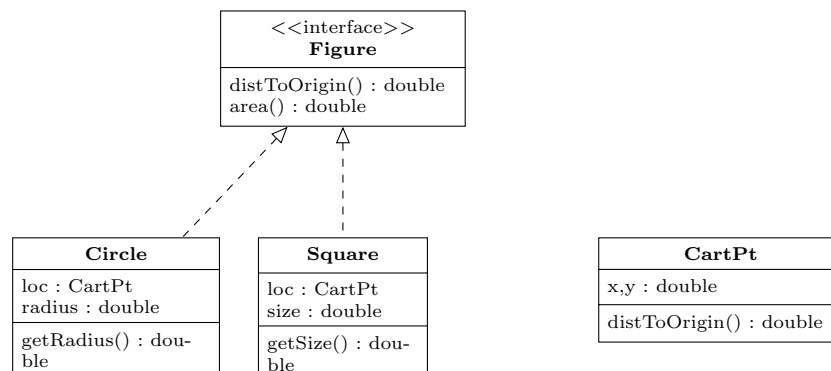 <<interface>>
Figure
distToOrigin() : double
area() : double
Circle
loc : CartPt
radius : double
getRadius() : dou-
ble
Square
loc : CartPt
size : double
getSize() : dou-
ble
CartPt
x,y : double
distToOrigin() : double